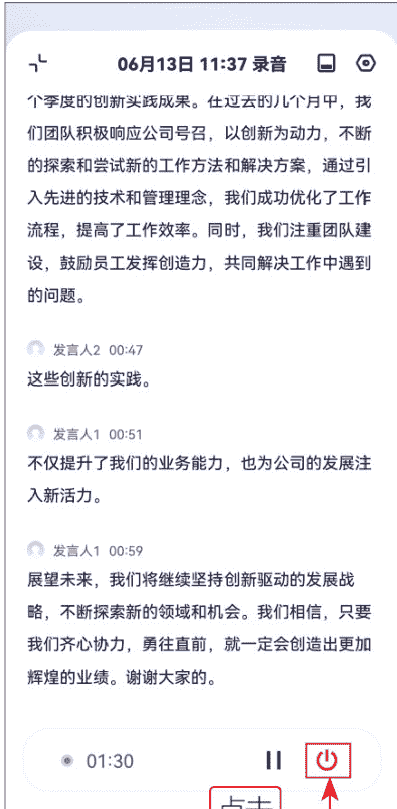 06月13日 11:37 录音
个季度的创新实践成果。在过去的几个月中，我
们团队积极响应公司号召，以创新为动力，不断
的探索和尝试新的工作方法和解决方案，通过引
入先进的技术和管理理念，我们成功优化了工作
流程，提高了工作效率。同时，我们注重团队建
设，鼓励员工发挥创造力，共同解决工作中遇到
的问题。
发言人2 00:47
这些创新的实践。
发言人1 00:51
不仅提升了我们的业务能力，也为公司的发展注
入新活力。
发言人1 00:59
展望未来，我们将继续坚持创新驱动的发展战
略，不断探索新的领域和机会。我们相信，只要
我们齐心协力，勇往直前，就一定会创造出更加
辉煌的业绩。谢谢大家的。
01:30
点击